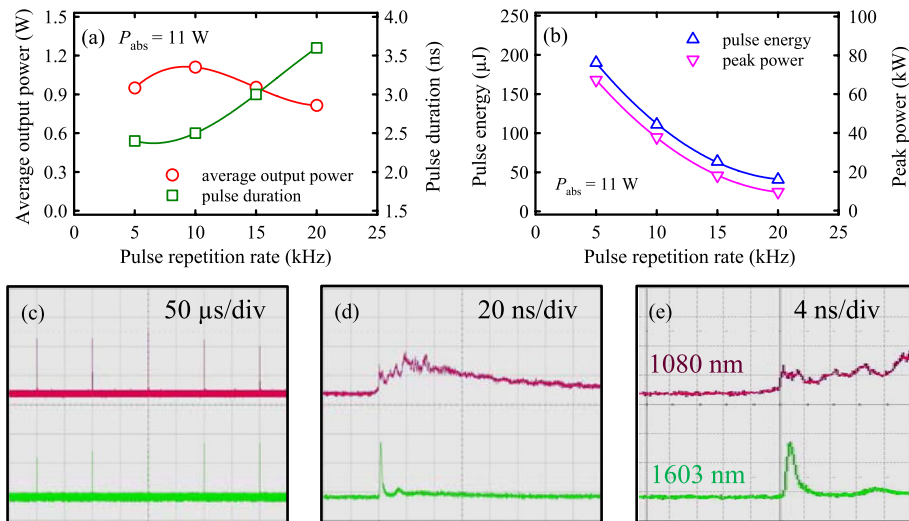 1.5
1.2
0.9
0.6
0.3
0.0
Average output power (W)
(a)
P abs = 11 W
average output power
pulse duration
4.0
3.5
3.0
2.5
2.0
1.5
Pulse duration (ns)
0 5 10 15 20 25
Pulse repetition rate (kHz)
250
200
150
100
50
0
Pulse energy (µJ)
(b)
pulse energy
peak power
P abs = 11 W
100
80
60
40
20
0
Peak power (kW)
0 5 10 15 20 25
Pulse repetition rate (kHz)
(c) 50 µs/div
(d) 20 ns/div
(e) 4 ns/div
1080 nm
1603 nm